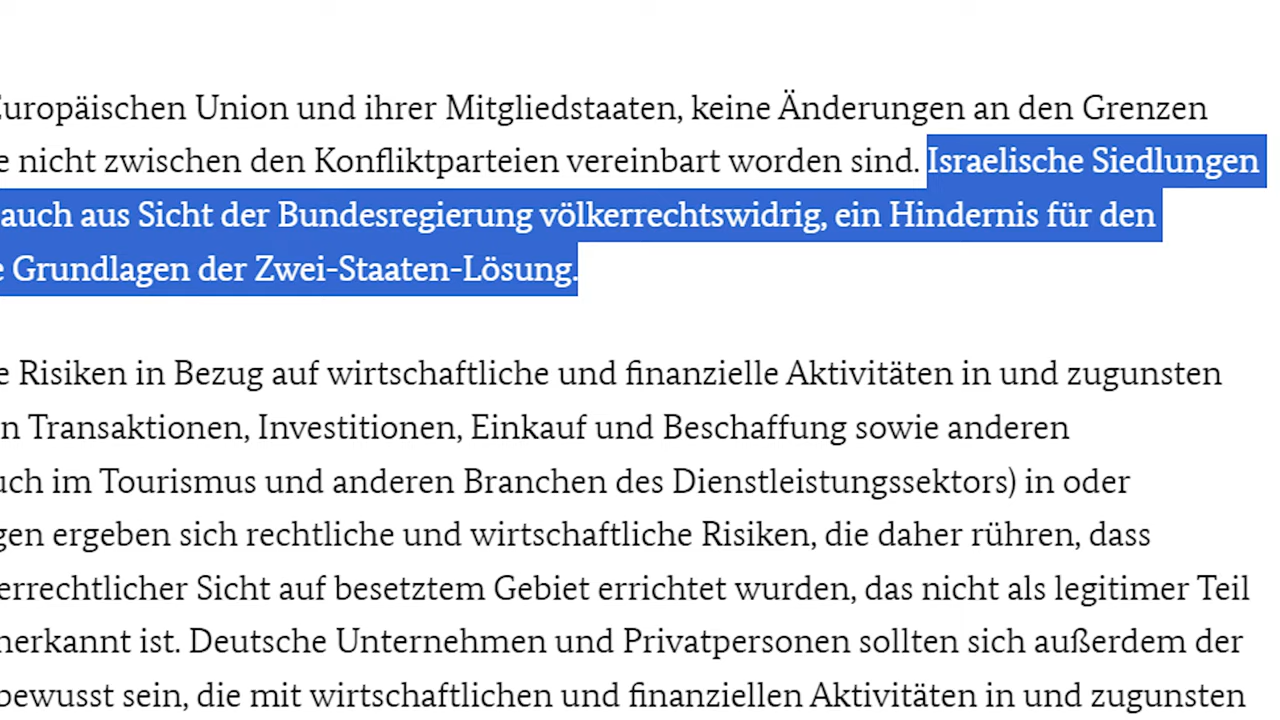 Europäischen Union und ihrer Mitgliedstaaten, keine Änderungen an den Grenzen
nicht zwischen den Konfliktparteien vereinbart worden sind. Israelische Siedlungen
auch aus Sicht der Bundesregierung völkerrechtswidrig, ein Hindernis für den
Grundlagen der Zwei-Staaten-Lösung.
Risiken in Bezug auf wirtschaftliche und finanzielle Aktivitäten in und zugunsten
Transaktionen, Investitionen, Einkauf und Beschaffung sowie anderen
im Tourismus und anderen Branchen des Dienstleistungssektors) in oder
ergeben sich rechtliche und wirtschaftliche Risiken, die daher rühren, dass
errechtlicher Sicht auf besetztem Gebiet errichtet wurden, das nicht als legitimer Teil
nerkannt ist. Deutsche Unternehmen und Privatpersonen sollten sich außerdem der
bewusst sein, die mit wirtschaftlichen und finanziellen Aktivitäten in und zugunsten